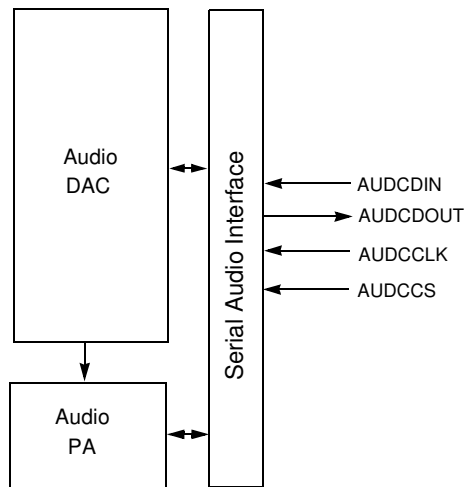 Audio
DAC
Serial Audio Interface
AUDCDIN
AUDCDOUT
AUDCCLK
AUDCCS
Audio
PA